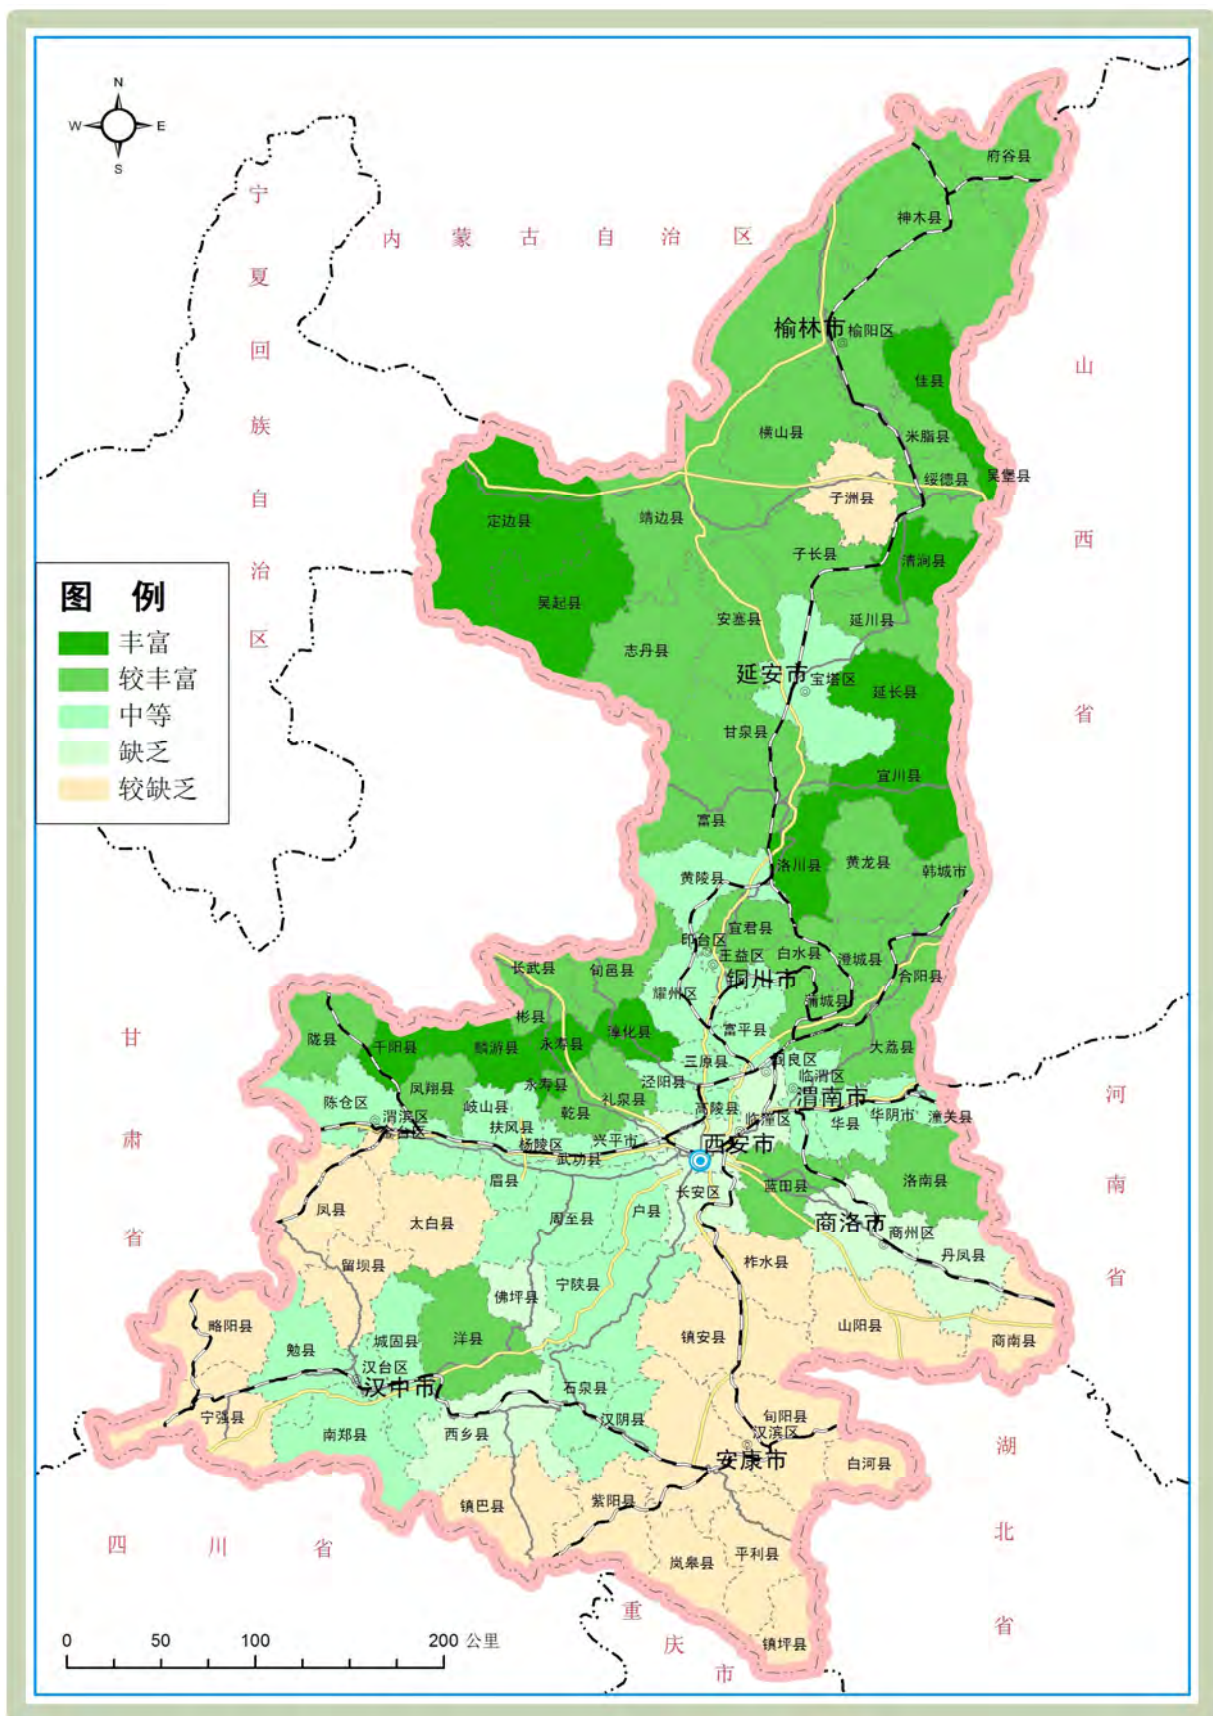 N
W E
S
宁夏回族自治区
内蒙古自治区
山西省
河南省
湖北省
重庆市
四川省
甘肃省
图 例
丰富
较丰富
中等
缺乏
较缺乏
府谷县
神木县
榆林市
榆阳区
佳县
横山县
米脂县
吴堡县
绥德县
子洲县
定边县
靖边县
子长县
清涧县
吴起县
安塞县
延川县
志丹县
延安市
宝塔区
延长县
甘泉县
宜川县
富县
洛川县
黄龙县
韩城市
黄陵县
宜君县
印台区
王益区
白水县
澄城县
长武县
旬邑县
铜川市
合阳县
耀州区
蒲城县
彬县
淳化县
富平县
陇县
千阳县
麟游县
永寿县
大荔县
三原县
阎良区
临渭区
泾阳县
永寿县
凤翔县
礼泉县
渭南市
陈仓区
岐山县
乾县
高陵县
渭滨区
金台区
扶风县
临潼区
华县
华阴市
潼关县
杨陵区
兴平市
西安市
武功县
眉县
长安区
蓝田县
洛南县
凤县
太白县
周至县
户县
商洛市
商州区
丹凤县
留坝县
柞水县
佛坪县
宁陕县
略阳县
勉县
城固县
洋县
镇安县
山阳县
商南县
汉台区
汉中市
石泉县
宁强县
南郑县
西乡县
汉阴县
旬阳县
汉滨区
安康市
白河县
镇巴县
紫阳县
岚皋县
平利县
镇坪县
0 50 100 200 公里